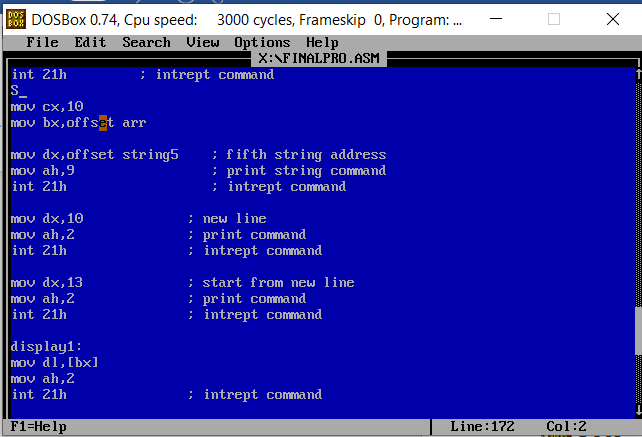 DOSBox 0.74, Cpu speed: 3000 cycles, Frameskip 0, Program: ...
File Edit Search View Options Help
X:\FINALPRO.ASM
int 21h ; intrept command
S_
mov cx,10
mov bx,offset arr
mov dx,offset string5 ; fifth string address
mov ah,9 ; print string command
int 21h ; intrept command
mov dx,10 ; new line
mov ah,2 ; print command
int 21h ; intrept command
mov dx,13 ; start from new line
mov ah,2 ; print command
int 21h ; intrept command
display1:
mov dl,[bx]
mov ah,2
int 21h ; intrept command
F1=Help Line:172 Col:2